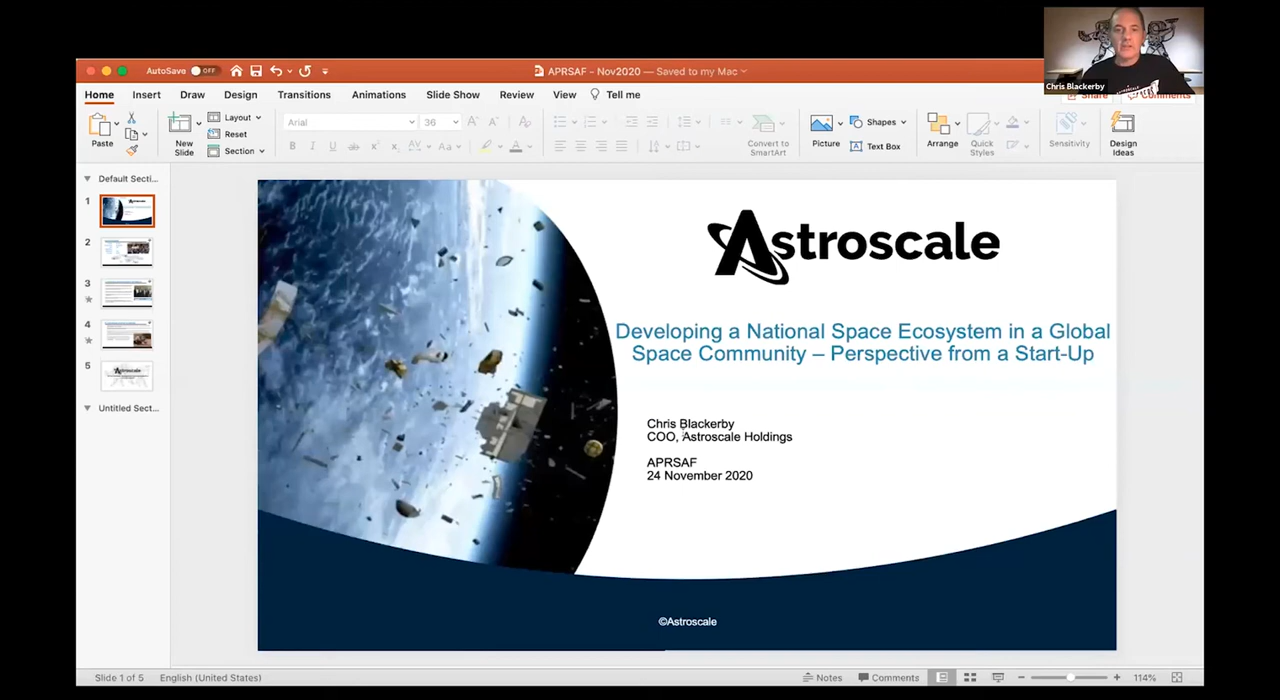 AutoSave
OFF
APRSAF - Nov2020 — Saved to my Mac
Chris Blackerby
Home
Insert
Draw
Design
Transitions
Animations
Slide Show
Review
View
Tell me
Share
Comments
Paste
New
Slide
Layout
Reset
Section
Arial
36
Convert to
SmartArt
Picture
Shapes
Text Box
Arrange
Quick
Styles
Sensitivity
Design
Ideas
Default Secti...
1
2
3
4
5
Untitled Sect...
Astroscale
Developing a National Space Ecosystem in a Global
Space Community – Perspective from a Start-Up
Chris Blackerby
COO, Astroscale Holdings
APRSAF
24 November 2020
©Astroscale
Slide 1 of 5
English (United States)
Notes
Comments
114%